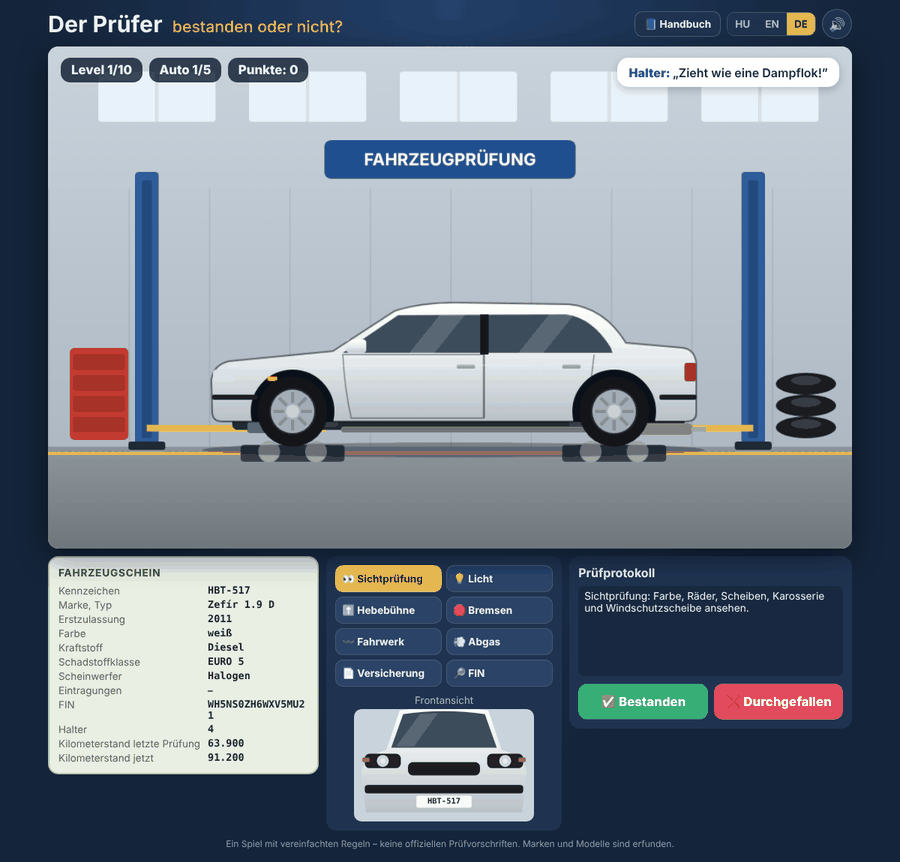 Der Prüfer bestanden oder nicht?
📘 Handbuch
HU EN DE
Level 1/10 Auto 1/5 Punkte: 0
Halter: „Zieht wie eine Dampflok!“
FAHRZEUGPRÜFUNG
FAHRZEUGSCHEIN
Kennzeichen HBT-517
Marke, Typ Zefír 1.9 D
Erstzulassung 2011
Farbe weiß
Kraftstoff Diesel
Schadstoffklasse EURO 5
Scheinwerfer Halogen
Eintragungen –
FIN WH5NS0ZH6WXV5MU2
1
Halter 4
Kilometerstand letzte Prüfung 63.900
Kilometerstand jetzt 91.200
👀 Sichtprüfung 💡 Licht
⬆️ Hebebühne 🛑 Bremsen
〰️ Fahrwerk 💨 Abgas
📄 Versicherung 🔎 FIN
Frontansicht
HBT-517
Prüfprotokoll
Sichtprüfung: Farbe, Räder, Scheiben, Karosserie
und Windschutzscheibe ansehen.
✅ Bestanden ❌ Durchgefallen
Ein Spiel mit vereinfachten Regeln – keine offiziellen Prüfvorschriften. Marken und Modelle sind erfunden.